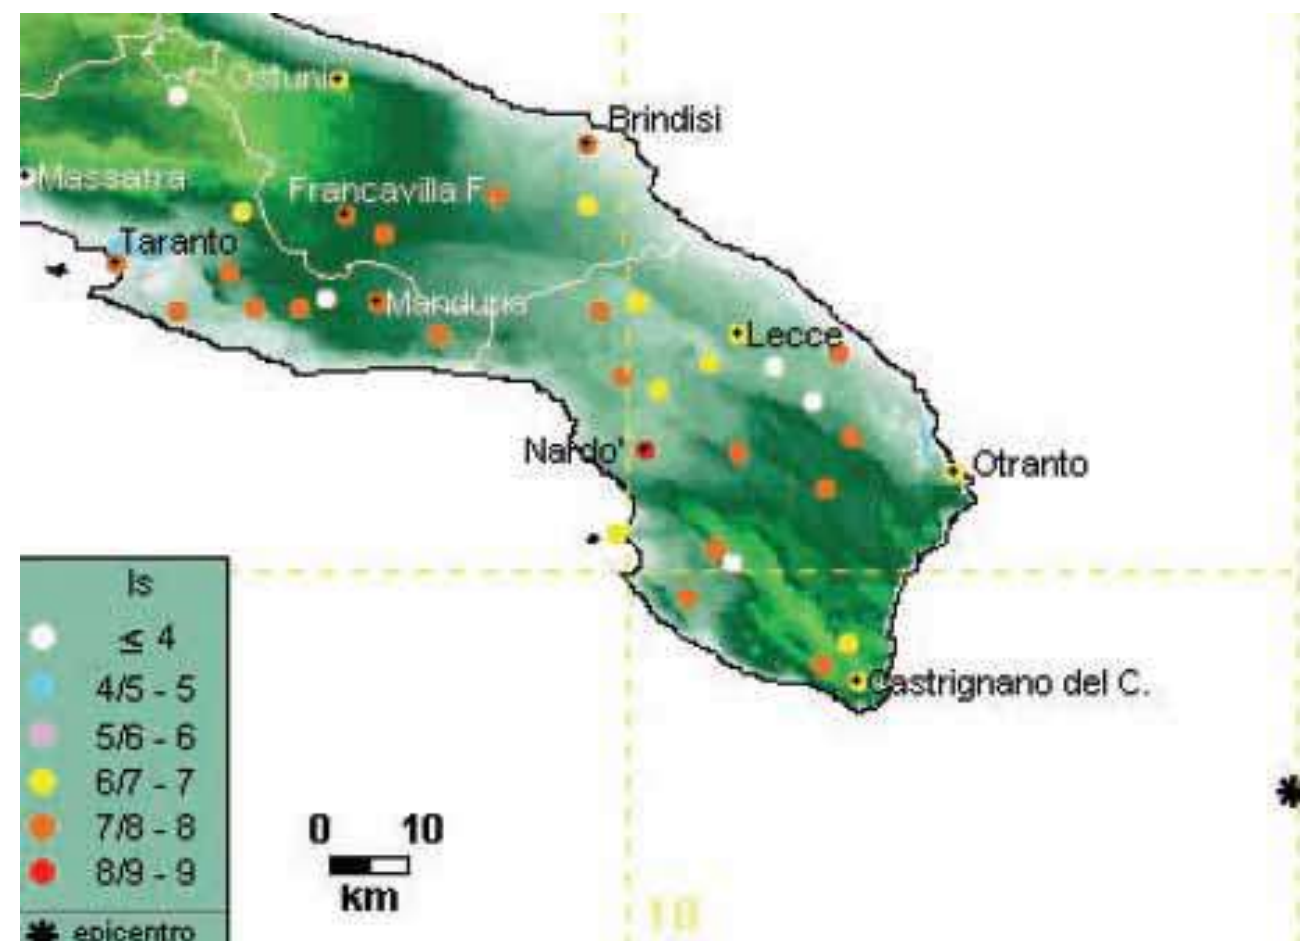 Ostuni
Brindisi
Massafra
Francavilla F.
Taranto
Manduria
Lecce
Nardo'
Otranto
Castrignano del C.
Is
≤ 4
4/5 - 5
5/6 - 6
6/7 - 7
7/8 - 8
8/9 - 9
epicentro
0 10
km
18